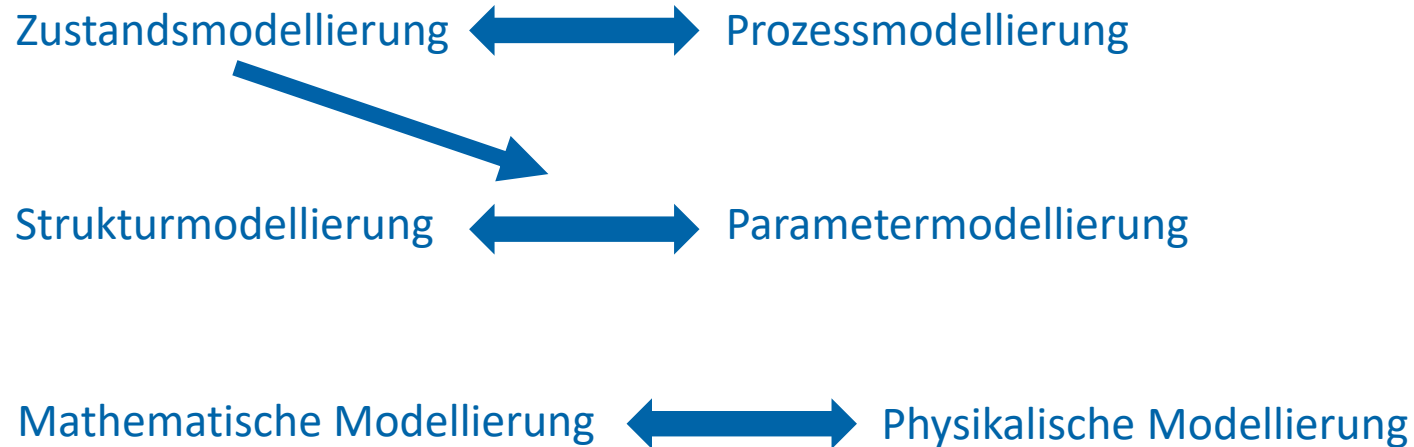 Zustandsmodellierung Prozessmodellierung
Strukturmodellierung Parametermodellierung
Mathematische Modellierung Physikalische Modellierung